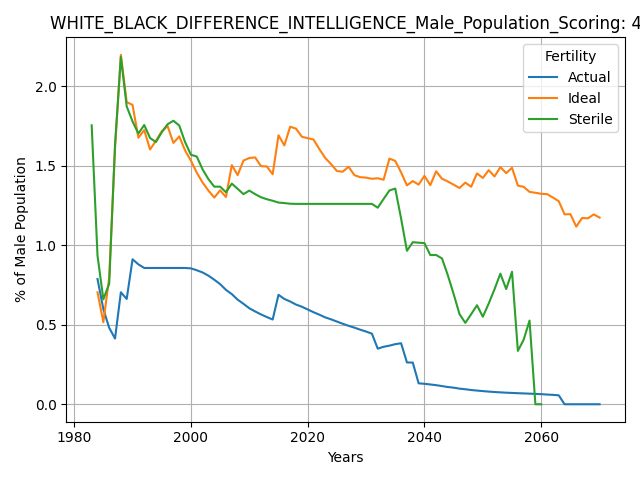 WHITE_BLACK_DIFFERENCE_INTELLIGENCE_Male_Population_Scoring: 4
Fertility
Actual
Ideal
Sterile
% of Male Population
2.0
1.5
1.0
0.5
0.0
1980
2000
2020
2040
2060
Years